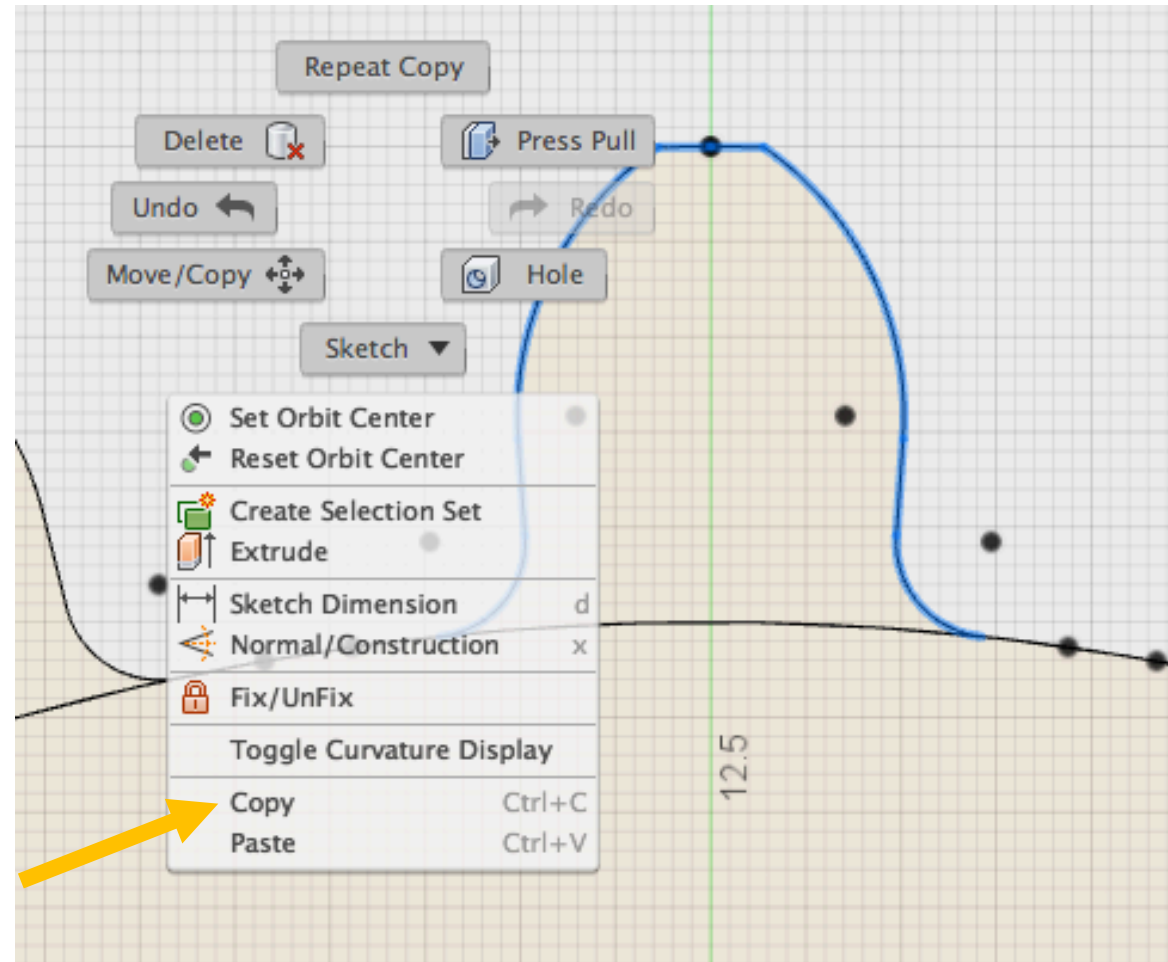 Repeat Copy
Delete
Press Pull
Undo
Redo
Move/Copy
Hole
Sketch
Set Orbit Center
Reset Orbit Center
Create Selection Set
Extrude
Sketch Dimension d
Normal/Construction x
Fix/UnFix
Toggle Curvature Display
Copy Ctrl+C
Paste Ctrl+V
12.5